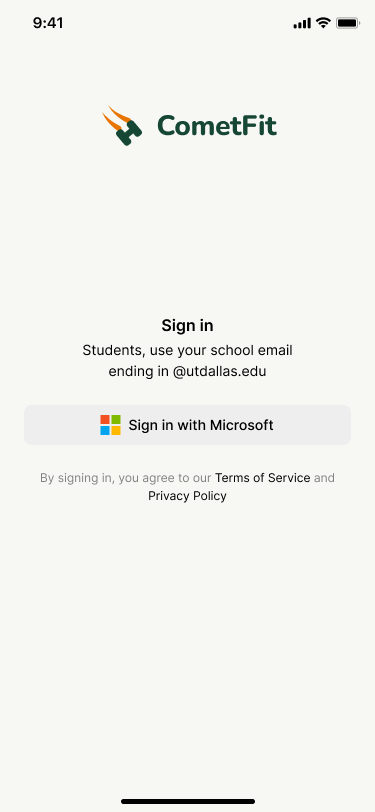 9:41
CometFit
Sign in
Students, use your school email
ending in @utdallas.edu
Sign in with Microsoft
By signing in, you agree to our Terms of Service and
Privacy Policy